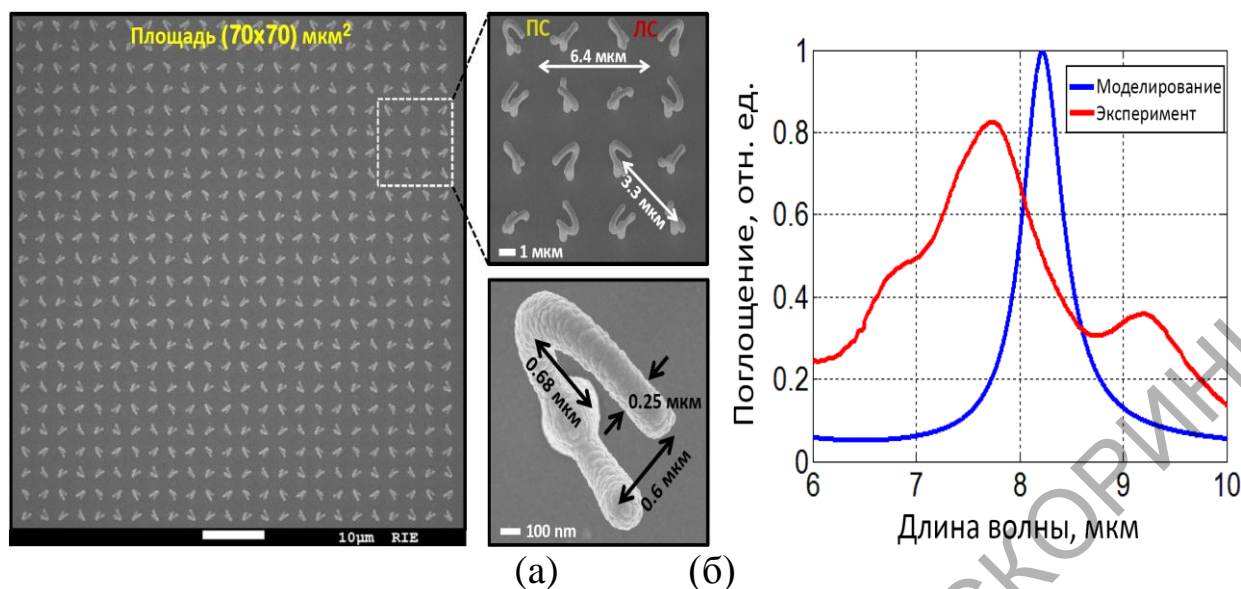 Площадь (70x70) мкм²
10µm RIE
ПС ЛС
6.4 мкм
3.3 мкм
1 мкм
0.68 мкм
0.25 мкм
0.6 мкм
100 nm
(а) (б)
Поглощение, отн. ед.
1
0.8
0.6
0.4
0.2
0
6 7 8 9 10
Длина волны, мкм
Моделирование
Эксперимент
СКОРИНЫ